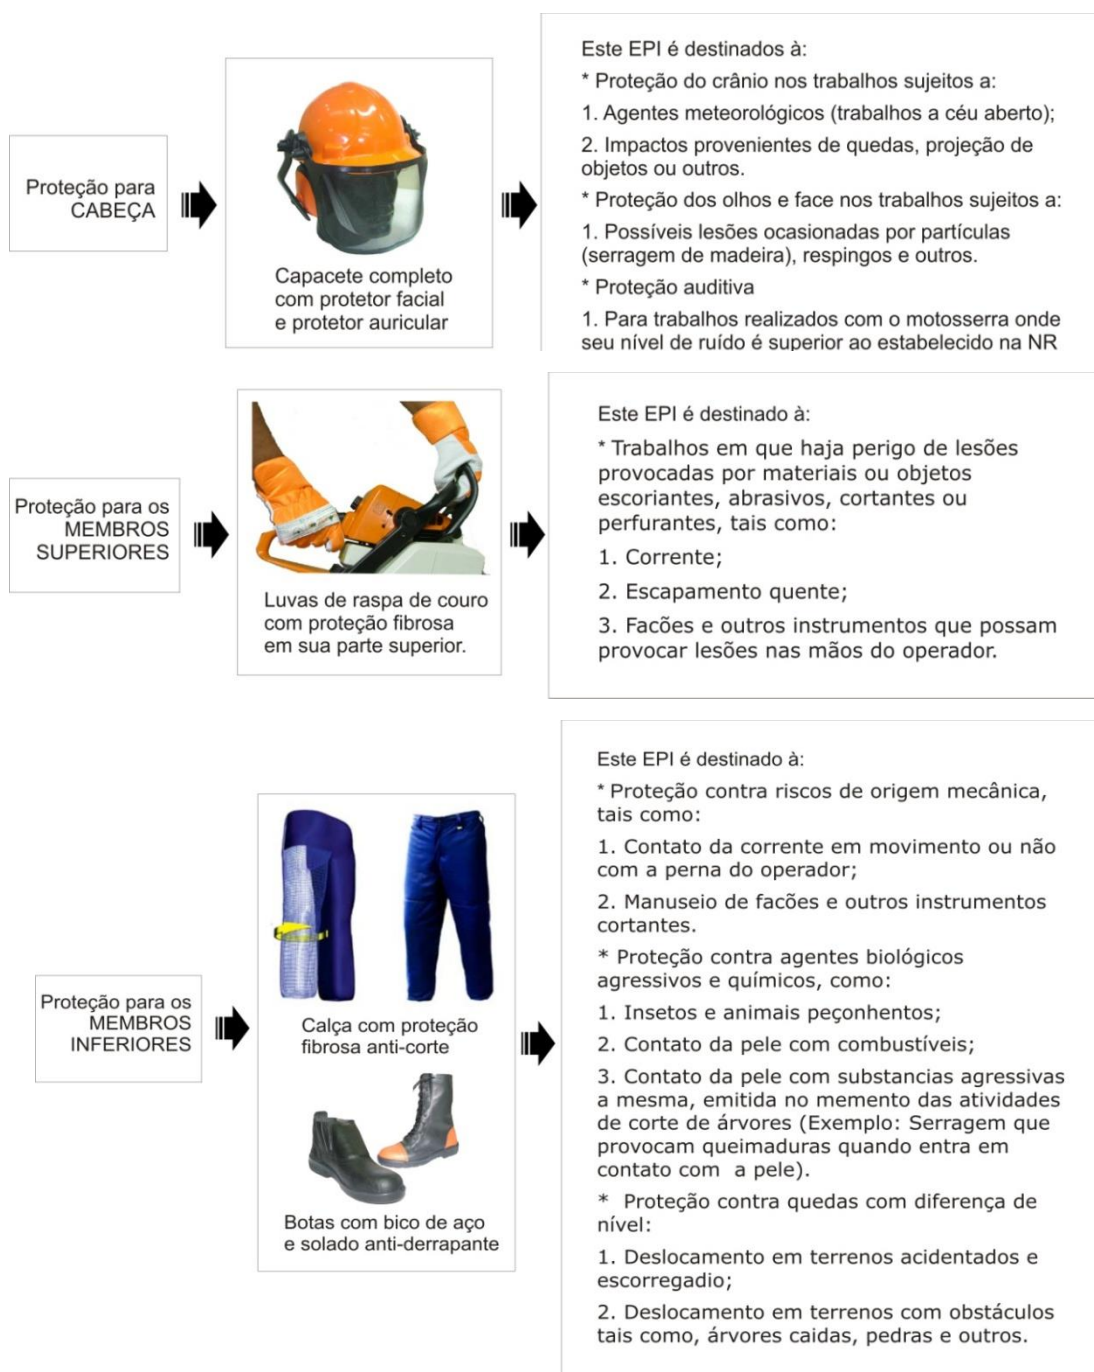 Proteção para
CABEÇA
Capacete completo
com protetor facial
e protetor auricular
Este EPI é destinados à:
* Proteção do crânio nos trabalhos sujeitos a:
1. Agentes meteorológicos (trabalhos a céu aberto);
2. Impactos provenientes de quedas, projeção de
objetos ou outros.
* Proteção dos olhos e face nos trabalhos sujeitos a:
1. Possíveis lesões ocasionadas por partículas
(serragem de madeira), respingos e outros.
* Proteção auditiva
1. Para trabalhos realizados com o motosserra onde
seu nível de ruído é superior ao estabelecido na NR
Proteção para os
MEMBROS
SUPERIORES
Luvas de raspa de couro
com proteção fibrosa
em sua parte superior.
Este EPI é destinado à:
* Trabalhos em que haja perigo de lesões
provocadas por materiais ou objetos
escoriantes, abrasivos, cortantes ou
perfurantes, tais como:
1. Corrente;
2. Escapamento quente;
3. Facões e outros instrumentos que possam
provocar lesões nas mãos do operador.
Proteção para os
MEMBROS
INFERIORES
Calça com proteção
fibrosa anti-corte
Botas com bico de aço
e solado anti-derrapante
Este EPI é destinado à:
* Proteção contra riscos de origem mecânica,
tais como:
1. Contato da corrente em movimento ou não
com a perna do operador;
2. Manuseio de facões e outros instrumentos
cortantes.
* Proteção contra agentes biológicos
agressivos e químicos, como:
1. Insetos e animais peçonhentos;
2. Contato da pele com combustíveis;
3. Contato da pele com substancias agressivas
a mesma, emitida no memento das atividades
de corte de árvores (Exemplo: Serragem que
provocam queimaduras quando entra em
contato com a pele).
* Proteção contra quedas com diferença de
nível:
1. Deslocamento em terrenos acidentados e
escorregadio;
2. Deslocamento em terrenos com obstáculos
tais como, árvores caidas, pedras e outros.